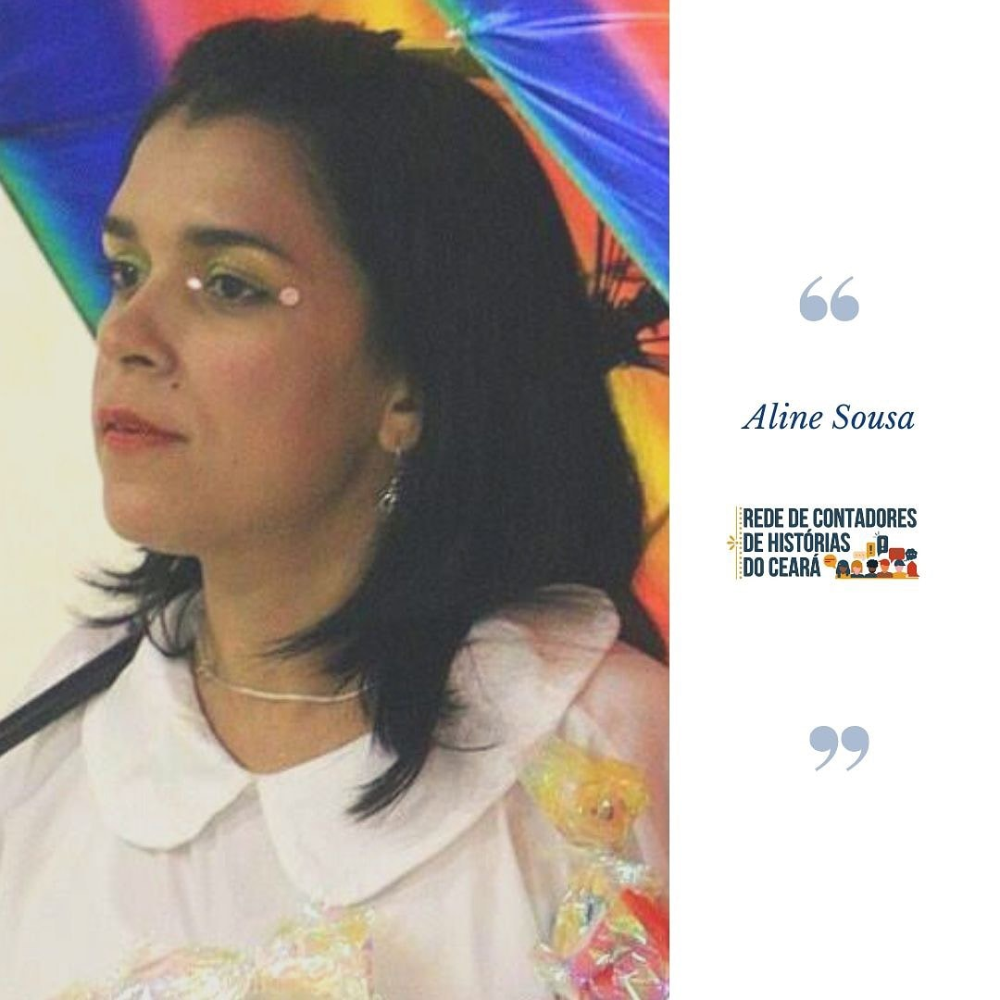 “
Aline Sousa
REDE DE CONTADORES
DE HISTÓRIAS
DO CEARÁ
”